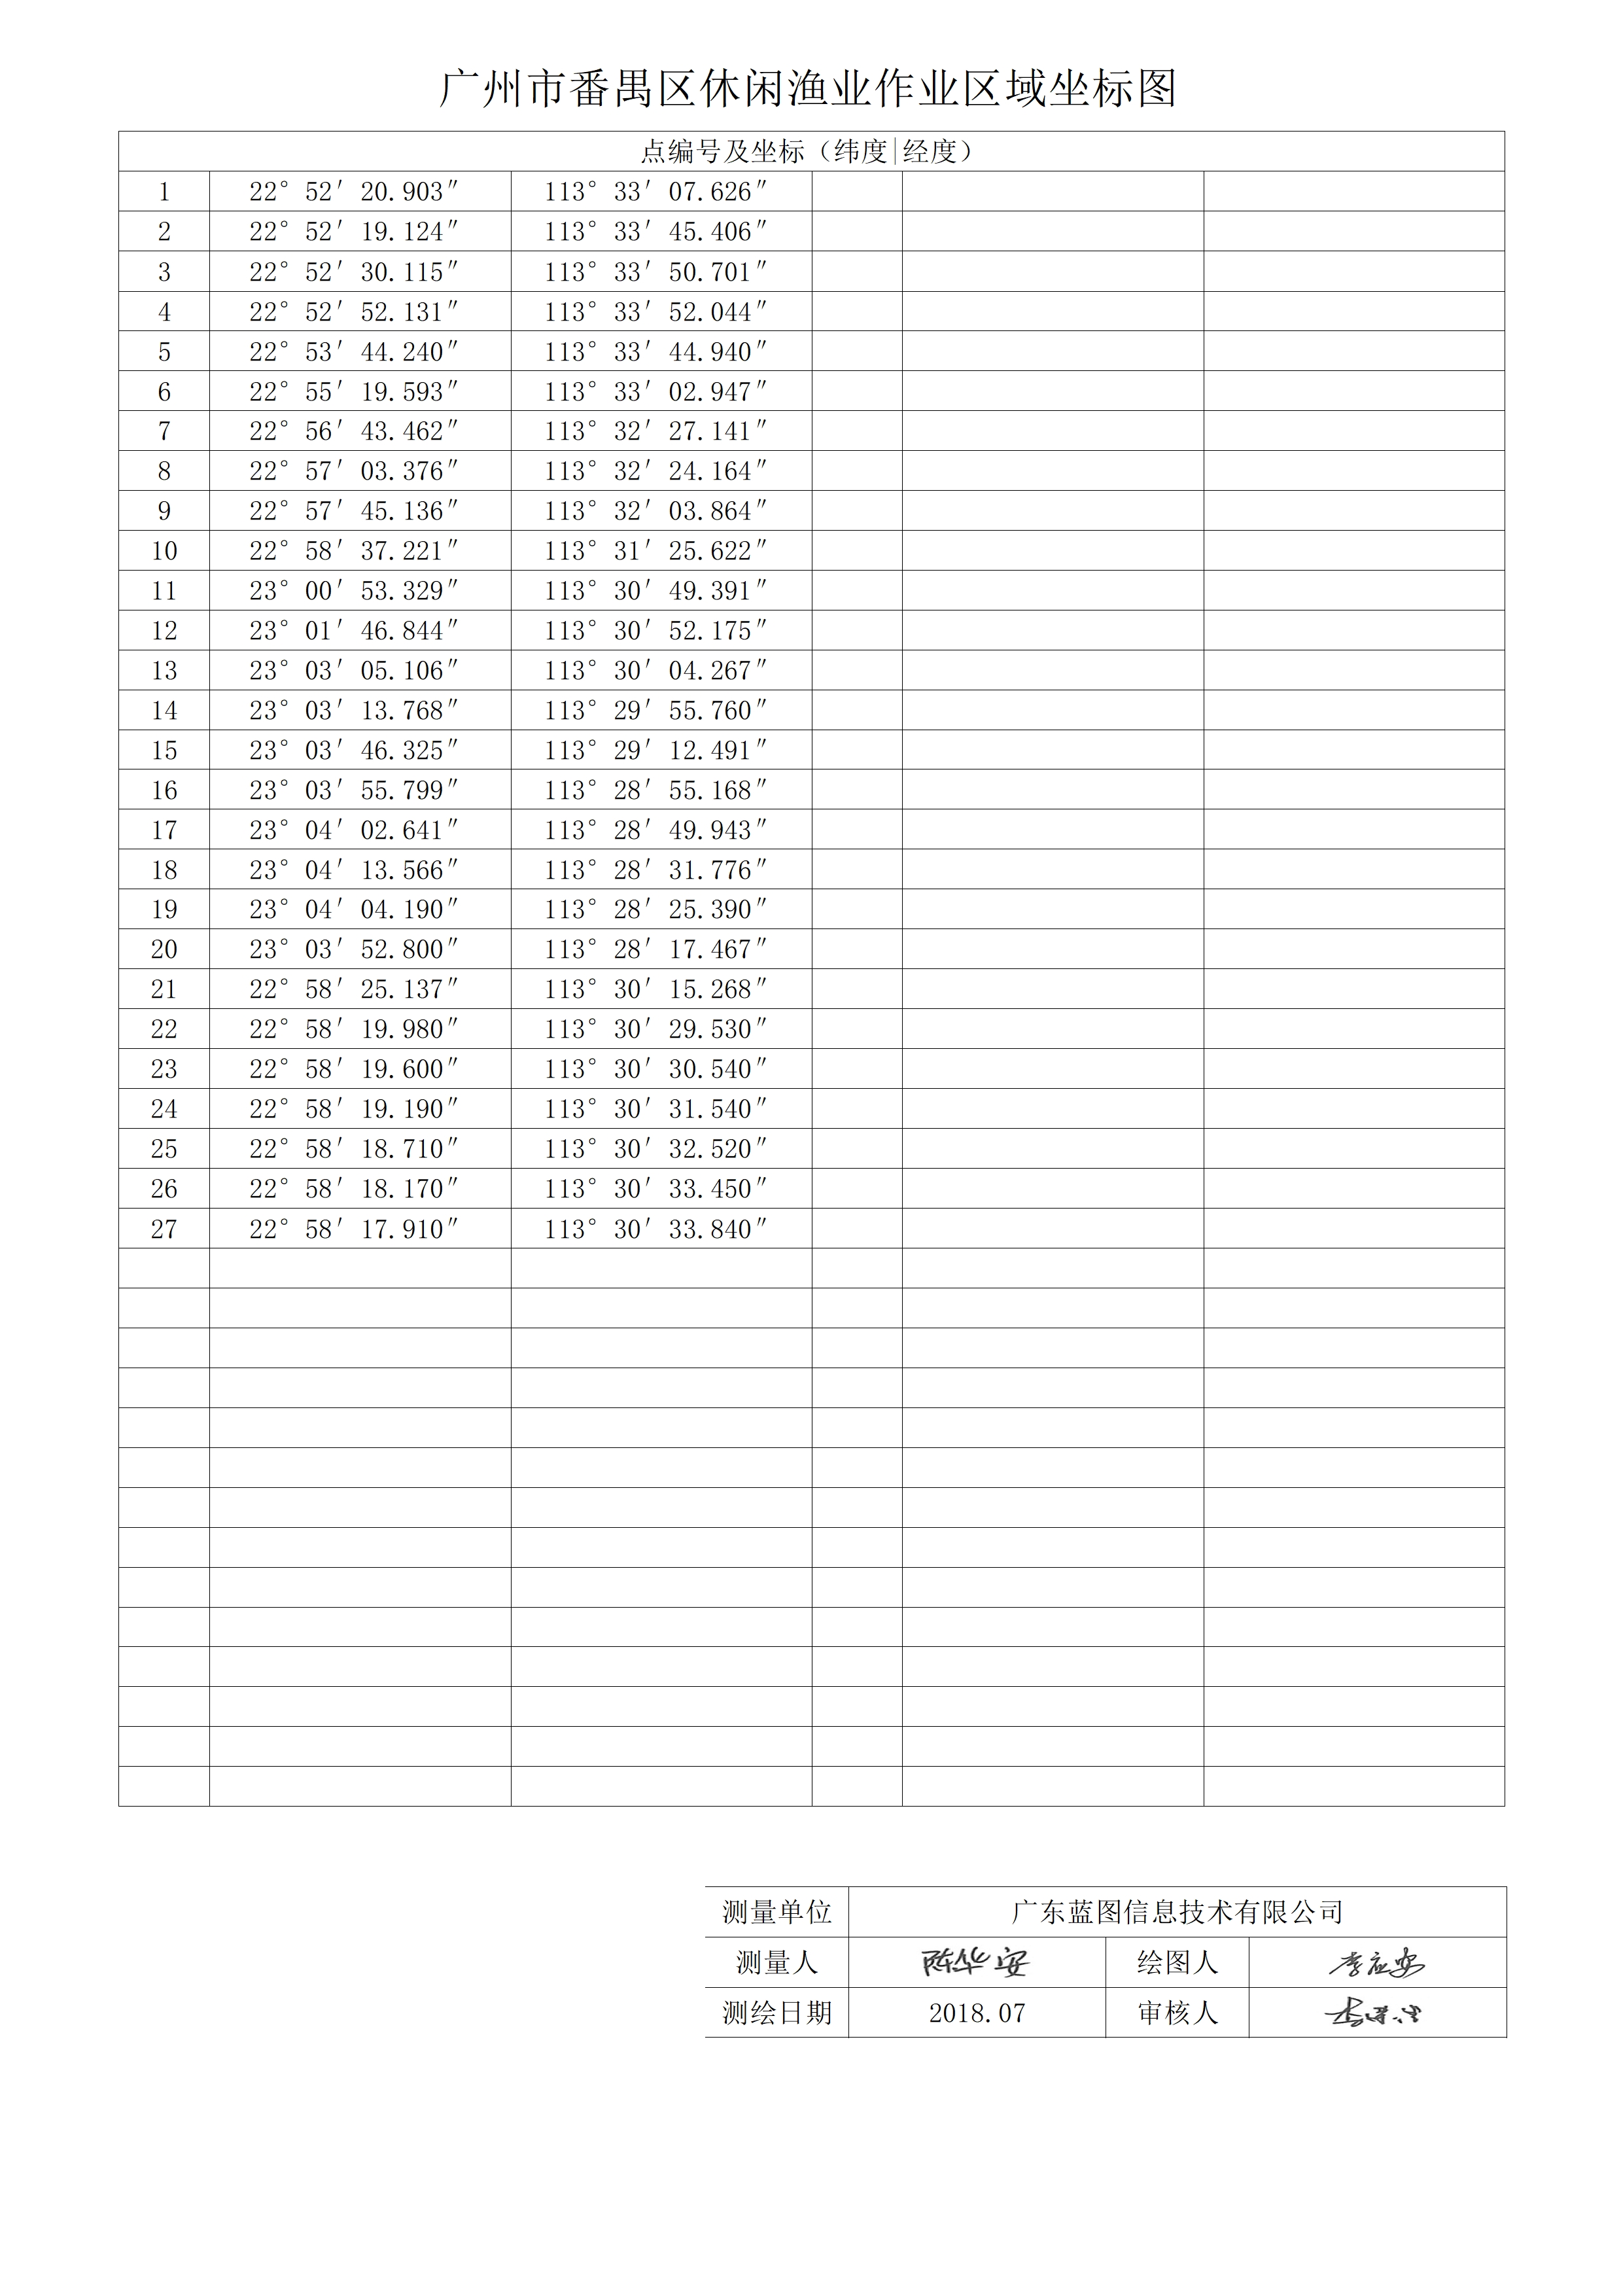 广州市番禺区休闲渔业作业区域坐标图
点编号及坐标（纬度|经度）
1 22° 52′ 20.903″ 113° 33′ 07.626″
2 22° 52′ 19.124″ 113° 33′ 45.406″
3 22° 52′ 30.115″ 113° 33′ 50.701″
4 22° 52′ 52.131″ 113° 33′ 52.044″
5 22° 53′ 44.240″ 113° 33′ 44.940″
6 22° 55′ 19.593″ 113° 33′ 02.947″
7 22° 56′ 43.462″ 113° 32′ 27.141″
8 22° 57′ 03.376″ 113° 32′ 24.164″
9 22° 57′ 45.136″ 113° 32′ 03.864″
10 22° 58′ 37.221″ 113° 31′ 25.622″
11 23° 00′ 53.329″ 113° 30′ 49.391″
12 23° 01′ 46.844″ 113° 30′ 52.175″
13 23° 03′ 05.106″ 113° 30′ 04.267″
14 23° 03′ 13.768″ 113° 29′ 55.760″
15 23° 03′ 46.325″ 113° 29′ 12.491″
16 23° 03′ 55.799″ 113° 28′ 55.168″
17 23° 04′ 02.641″ 113° 28′ 49.943″
18 23° 04′ 13.566″ 113° 28′ 31.776″
19 23° 04′ 04.190″ 113° 28′ 25.390″
20 23° 03′ 52.800″ 113° 28′ 17.467″
21 22° 58′ 25.137″ 113° 30′ 15.268″
22 22° 58′ 19.980″ 113° 30′ 29.530″
23 22° 58′ 19.600″ 113° 30′ 30.540″
24 22° 58′ 19.190″ 113° 30′ 31.540″
25 22° 58′ 18.710″ 113° 30′ 32.520″
26 22° 58′ 18.170″ 113° 30′ 33.450″
27 22° 58′ 17.910″ 113° 30′ 33.840″
测量单位 广东蓝图信息技术有限公司
测量人 陈华安 绘图人
测绘日期 2018.07 审核人